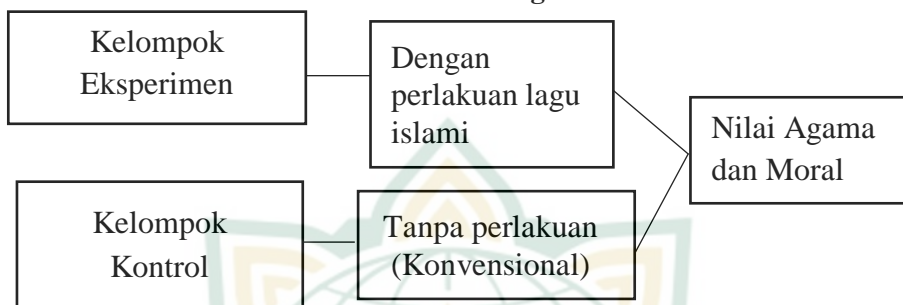 Kelompok
Eksperimen
Dengan
perlakuan lagu
islami
Nilai Agama
dan Moral
Kelompok
Kontrol
Tanpa perlakuan
(Konvensional)